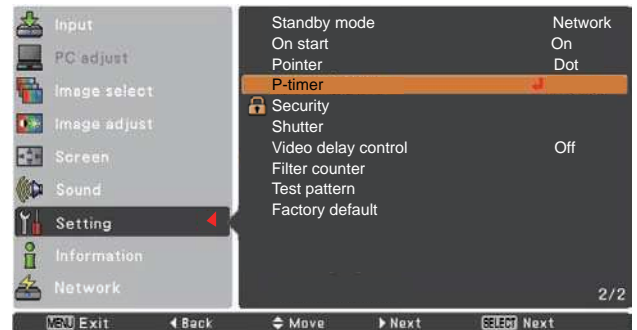 Input
PC adjust
Image select
Image adjust
Screen
Sound
Setting
Information
Network
Standby mode Network
On start On
Pointer Dot
P-timer
Security
Shutter
Video delay control Off
Filter counter
Test pattern
Factory default
2/2
MENU Exit Back Move Next SELECT Next